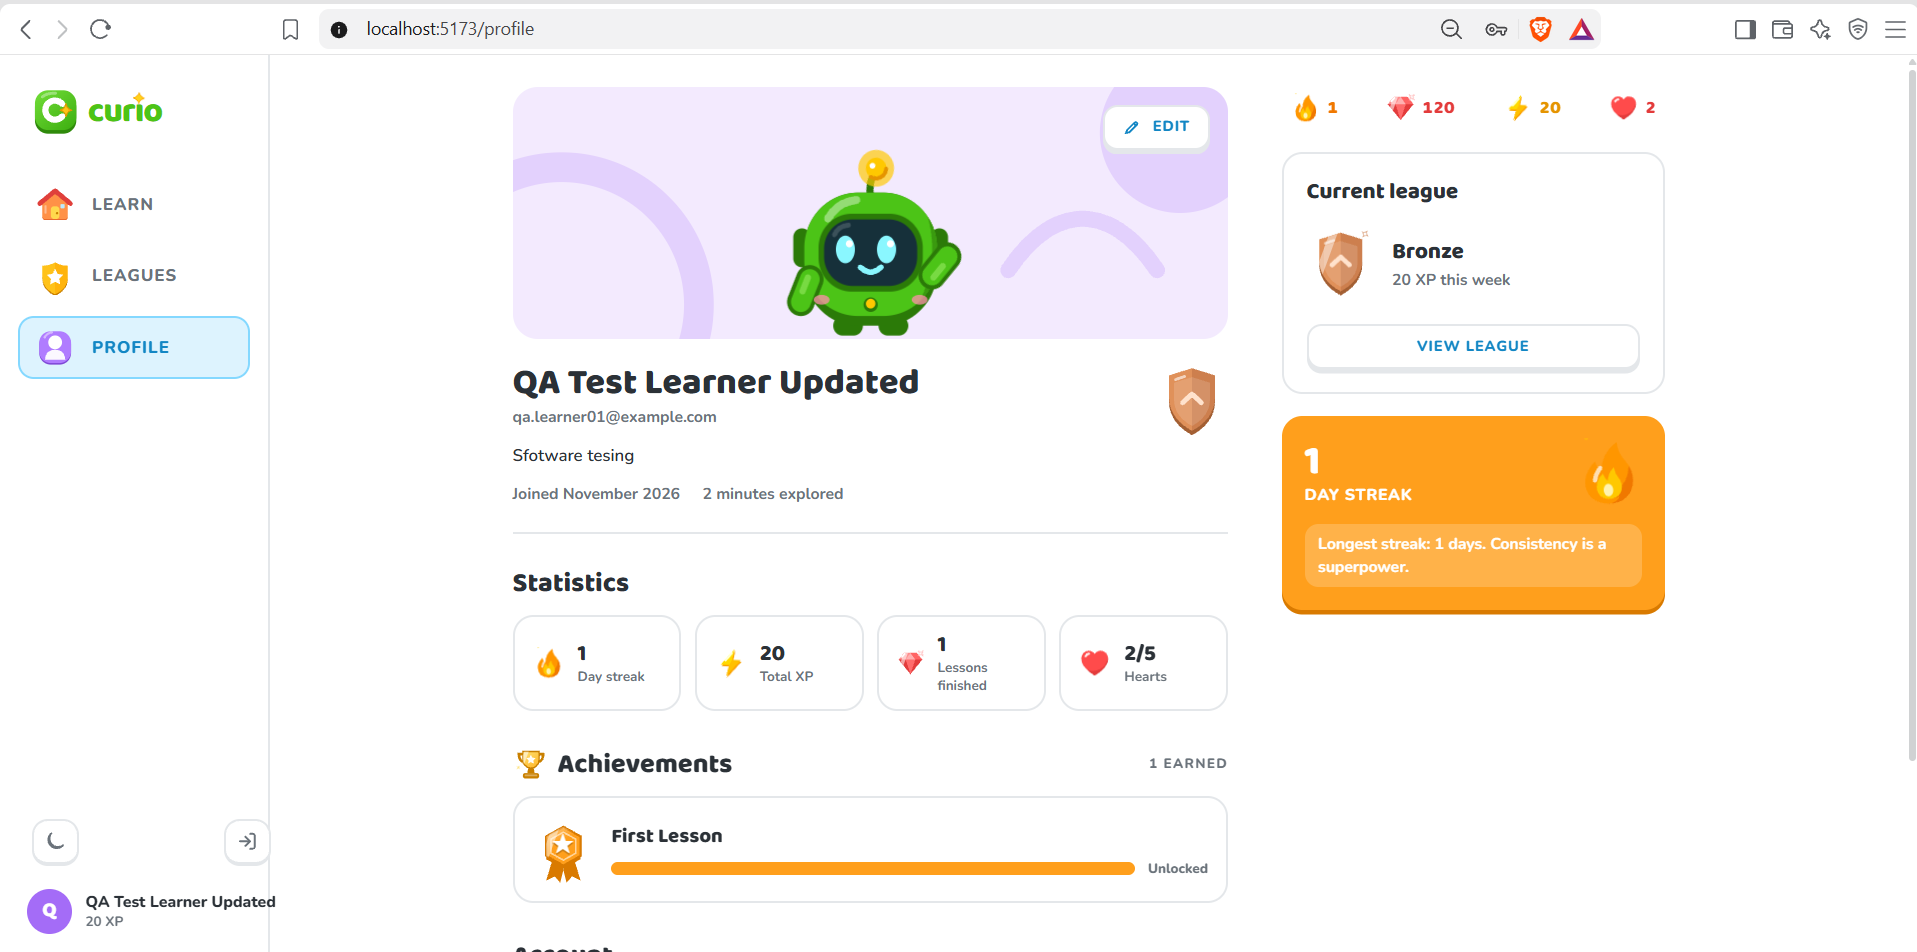 localhost:5173/profile
curio
LEARN
LEAGUES
PROFILE
QA Test Learner Updated
20 XP
EDIT
QA Test Learner Updated
qa.learner01@example.com
Sfotware tesing
Joined November 2026 2 minutes explored
Statistics
1
Day streak
20
Total XP
1
Lessons
finished
2/5
Hearts
Achievements
1 EARNED
First Lesson
Unlocked
Account
1 120 20 2
Current league
Bronze
20 XP this week
VIEW LEAGUE
1
DAY STREAK
Longest streak: 1 days. Consistency is a
superpower.
Q